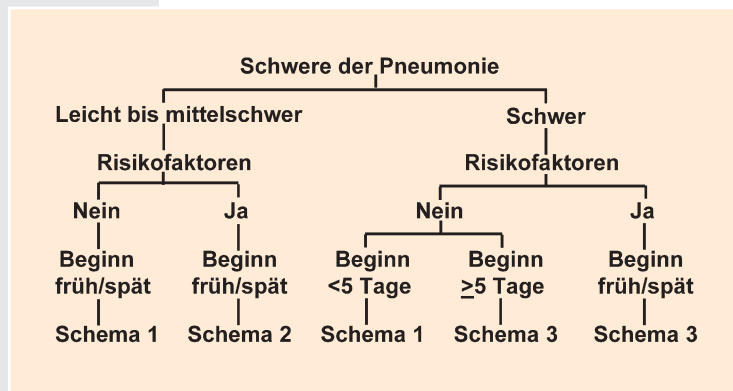 Schwere der Pneumonie
Leicht bis mittelschwer Schwer
Risikofaktoren Risikofaktoren
Nein Ja Nein Ja
Beginn Beginn Beginn Beginn Beginn
früh/spät früh/spät <5 Tage ≥5 Tage früh/spät
Schema 1 Schema 2 Schema 1 Schema 3 Schema 3